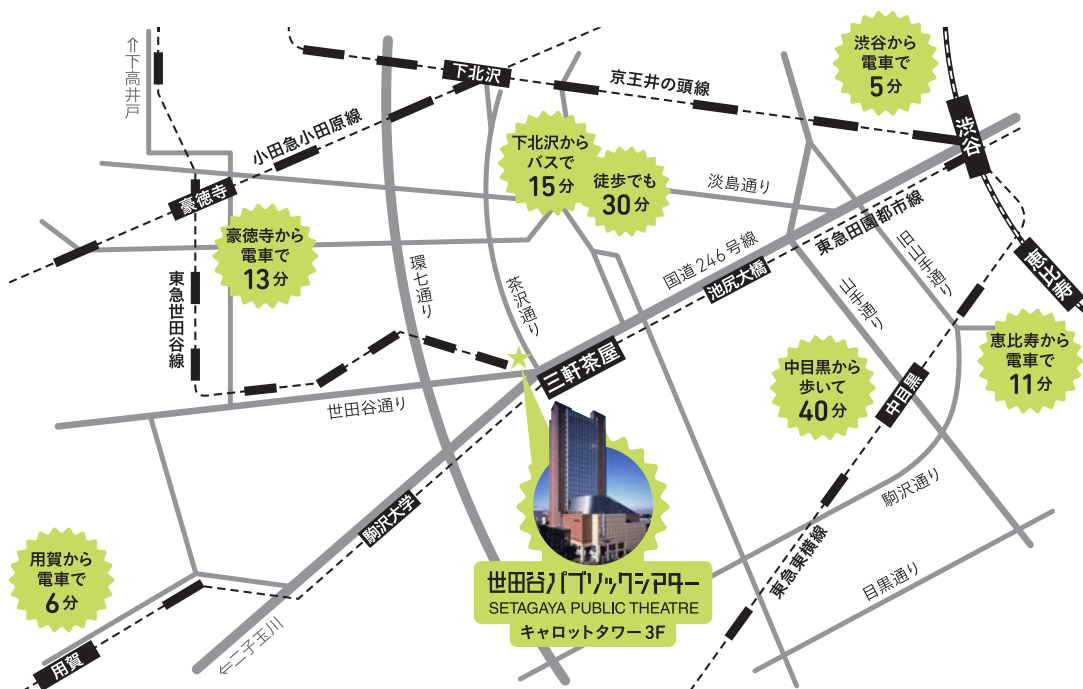 ⇐下高井戸
下北沢
京王井の頭線
渋谷から
電車で
5分
渋谷
小田急小田原線
下北沢から
バスで
15分
徒歩でも
30分
淡島通り
豪徳寺
豪徳寺から
電車で
13分
東急世田谷線
環七通り
茶沢通り
国道246号線
池尻大橋
東急田園都市線
旧山手通り
山手通り
恵比寿
恵比寿から
電車で
11分
三軒茶屋
中目黒から
歩いて
40分
中目黒
世田谷通り
駒沢大学
駒沢通り
東急東横線
目黒通り
用賀から
電車で
6分
用賀
←二子玉川
世田谷パブリックシアター
SETAGAYA PUBLIC THEATRE
キャロットタワー3F